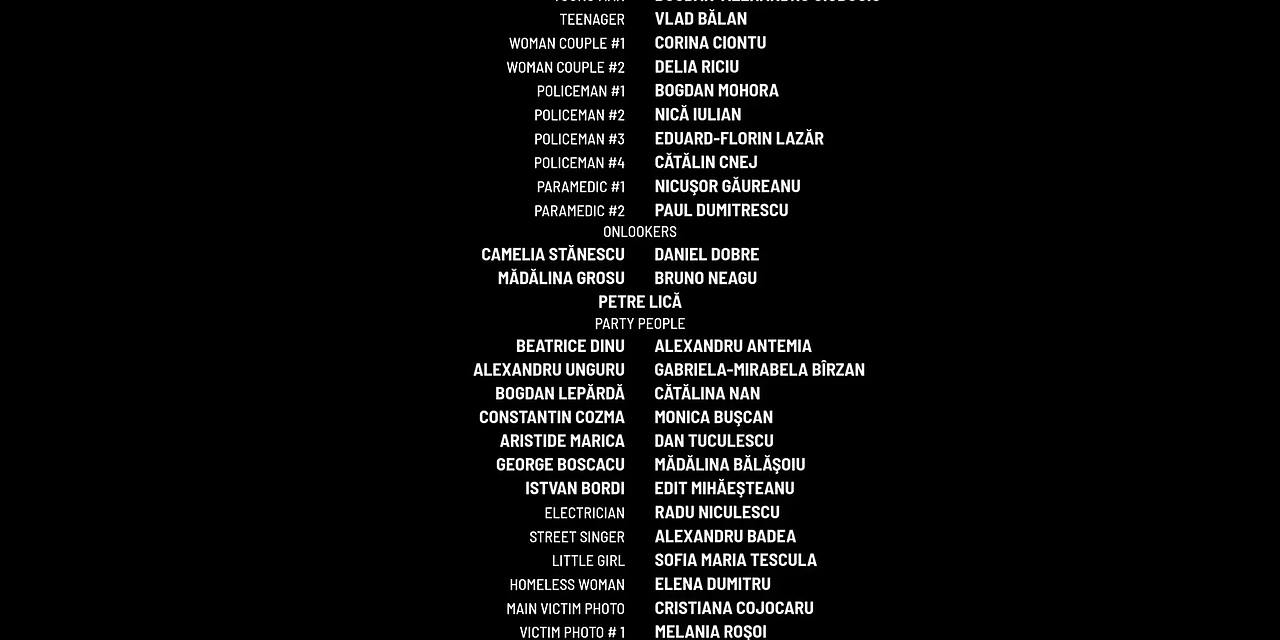 TEENAGER VLAD BĂLAN
WOMAN COUPLE #1 CORINA CIONTU
WOMAN COUPLE #2 DELIA RICIU
POLICEMAN #1 BOGDAN MOHORA
POLICEMAN #2 NICĂ IULIAN
POLICEMAN #3 EDUARD-FLORIN LAZĂR
POLICEMAN #4 CĂTĂLIN CNEJ
PARAMEDIC #1 NICUŞOR GĂUREANU
PARAMEDIC #2 PAUL DUMITRESCU
ONLOOKERS
CAMELIA STĂNESCU DANIEL DOBRE
MĂDĂLINA GROSU BRUNO NEAGU
PETRE LICĂ
PARTY PEOPLE
BEATRICE DINU ALEXANDRU ANTEMIA
ALEXANDRU UNGURU GABRIELA-MIRABELA BÎRZAN
BOGDAN LEPĂRDĂ CĂTĂLINA NAN
CONSTANTIN COZMA MONICA BUŞCAN
ARISTIDE MARICA DAN TUCULESCU
GEORGE BOSCACU MĂDĂLINA BĂLĂŞOIU
ISTVAN BORDI EDIT MIHĂEŞTEANU
ELECTRICIAN RADU NICULESCU
STREET SINGER ALEXANDRU BADEA
LITTLE GIRL SOFIA MARIA TESCULA
HOMELESS WOMAN ELENA DUMITRU
MAIN VICTIM PHOTO CRISTIANA COJOCARU
VICTIM PHOTO # 1 MELANIA ROŞOI